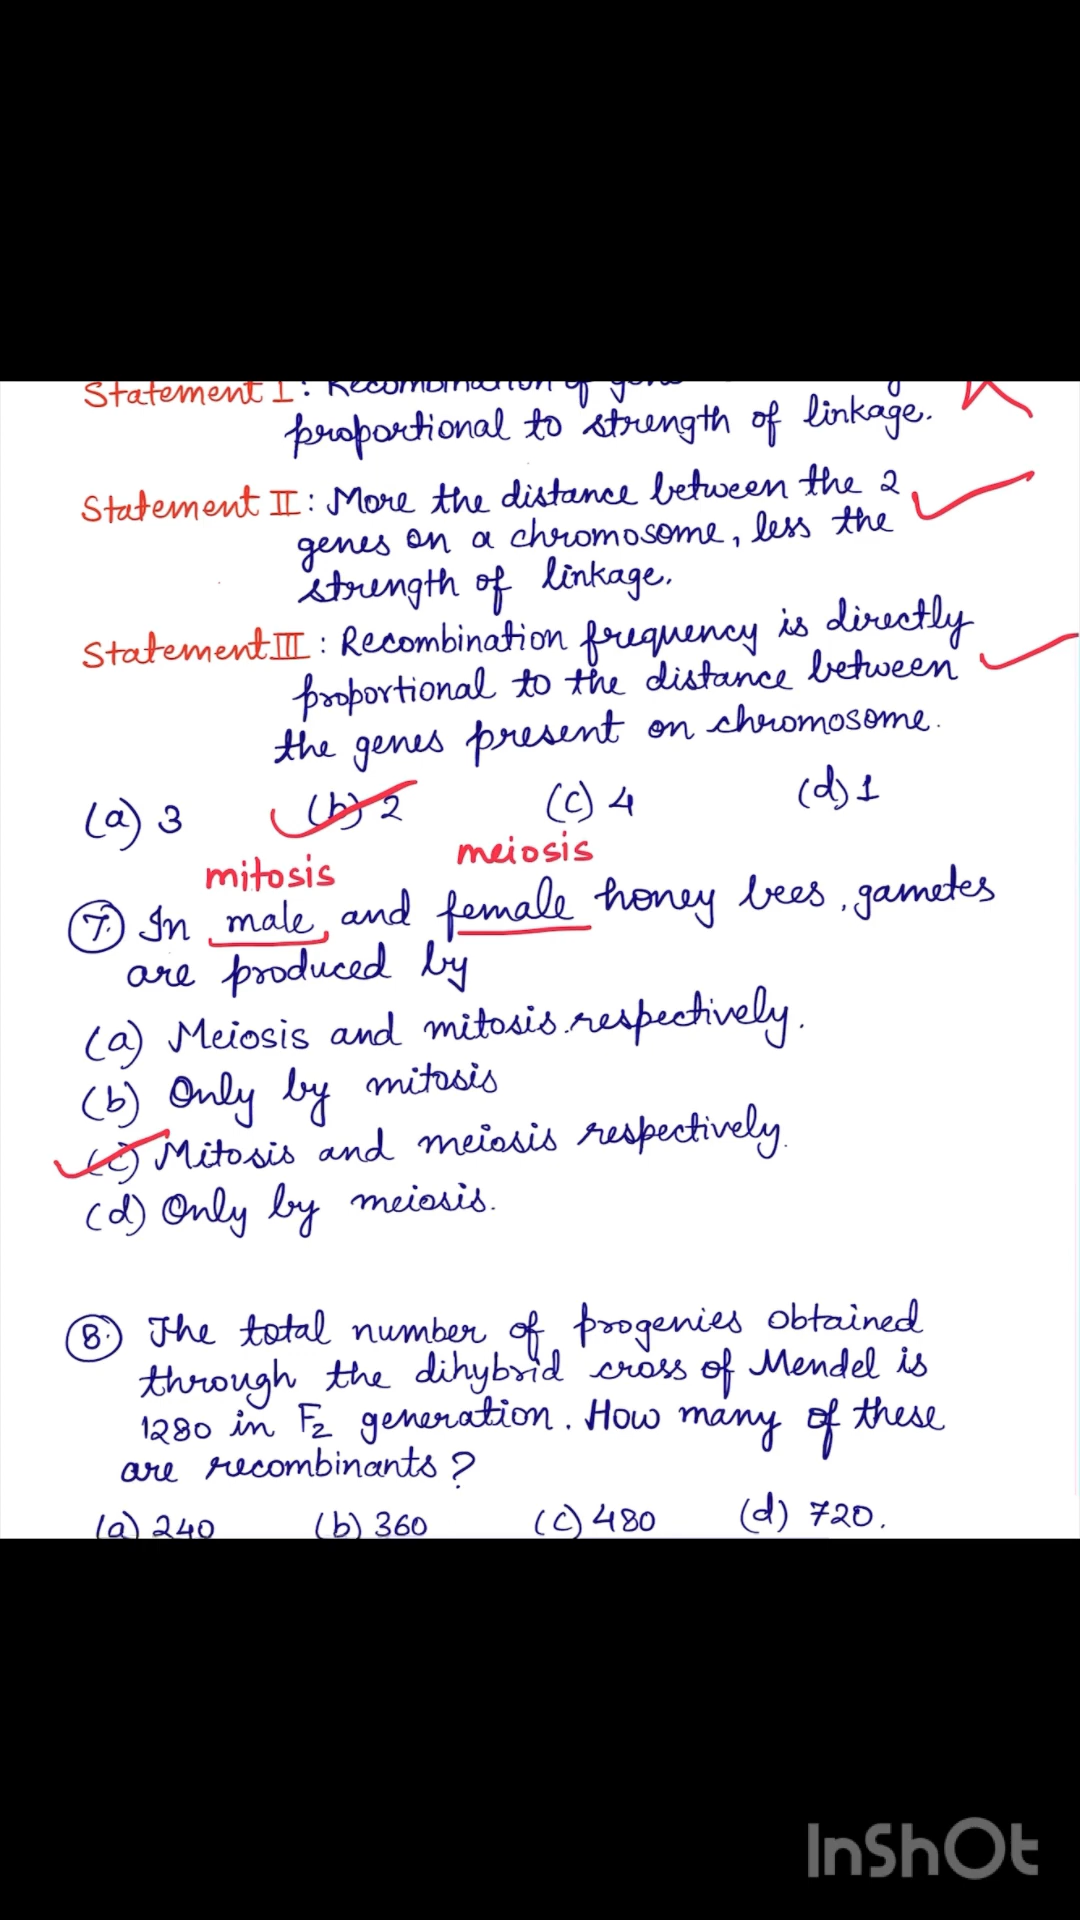 Statement I: Recombination of gene
proportional to strength of linkage.
Statement II: More the distance between the 2
genes on a chromosome, less the
strength of linkage.
Statement III: Recombination frequency is directly
proportional to the distance between
the genes present on chromosome.
(a) 3 (b) 2 (c) 4 (d) 1
mitosis meiosis
7. In male and female honey bees, gametes
are produced by
(a) Meiosis and mitosis respectively.
(b) Only by mitosis
(c) Mitosis and meiosis respectively.
(d) Only by meiosis.
8. The total number of progenies obtained
through the dihybrid cross of Mendel is
1280 in F2 generation. How many of these
are recombinants?
(a) 240 (b) 360 (c) 480 (d) 720.
InShOt